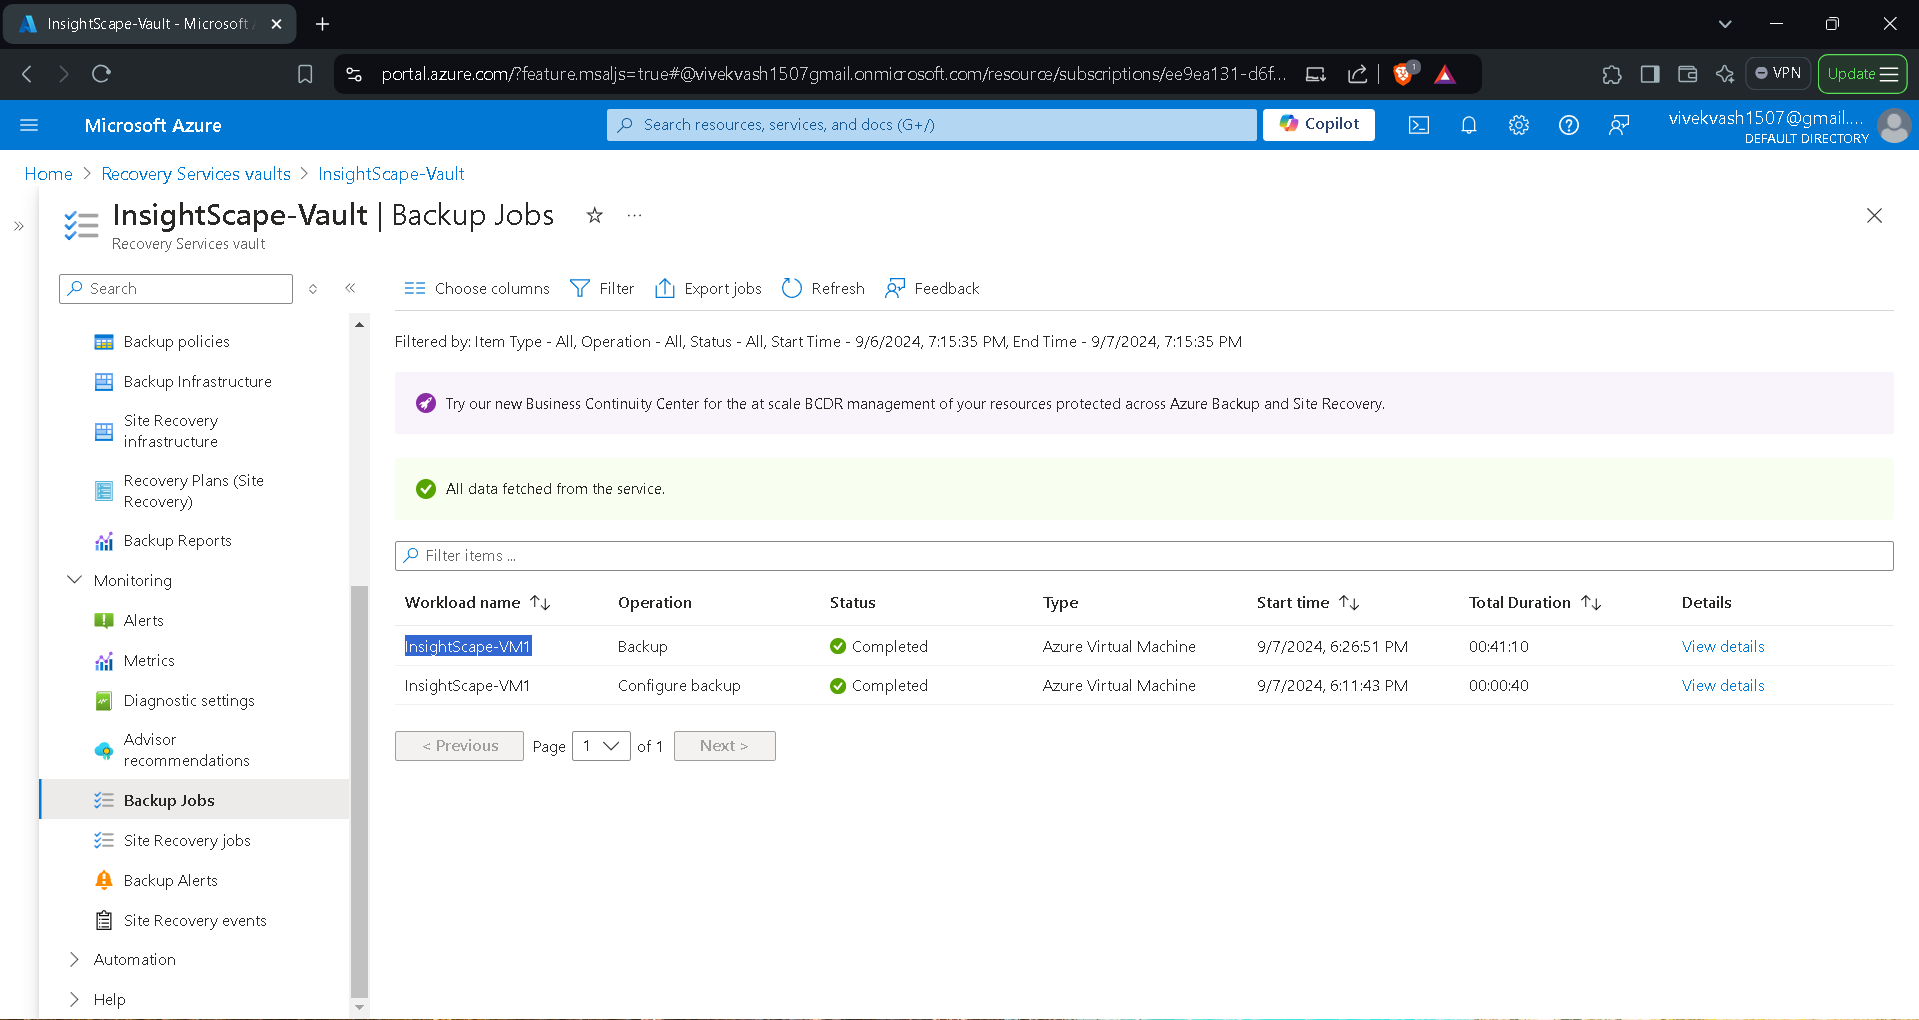 InsightScape-Vault - Microsoft
portal.azure.com/?feature.msaljs=true#@vivekvash1507gmail.onmicrosoft.com/resource/subscriptions/ee9ea131-d6f...
1
VPN
Update
Microsoft Azure
Search resources, services, and docs (G+/)
Copilot
vivekvash1507@gmail....
DEFAULT DIRECTORY
Home > Recovery Services vaults > InsightScape-Vault
InsightScape-Vault | Backup Jobs
Recovery Services vault
Search
Choose columns
Filter
Export jobs
Refresh
Feedback
Backup policies
Backup Infrastructure
Site Recovery
infrastructure
Recovery Plans (Site
Recovery)
Backup Reports
Monitoring
Alerts
Metrics
Diagnostic settings
Advisor
recommendations
Backup Jobs
Site Recovery jobs
Backup Alerts
Site Recovery events
Automation
Help
Filtered by: Item Type - All, Operation - All, Status - All, Start Time - 9/6/2024, 7:15:35 PM, End Time - 9/7/2024, 7:15:35 PM
Try our new Business Continuity Center for the at scale BCDR management of your resources protected across Azure Backup and Site Recovery.
All data fetched from the service.
Filter items ...
Workload name Operation Status Type Start time Total Duration Details
InsightScape-VM1 Backup Completed Azure Virtual Machine 9/7/2024, 6:26:51 PM 00:41:10 View details
InsightScape-VM1 Configure backup Completed Azure Virtual Machine 9/7/2024, 6:11:43 PM 00:00:40 View details
< Previous Page 1 of 1 Next >